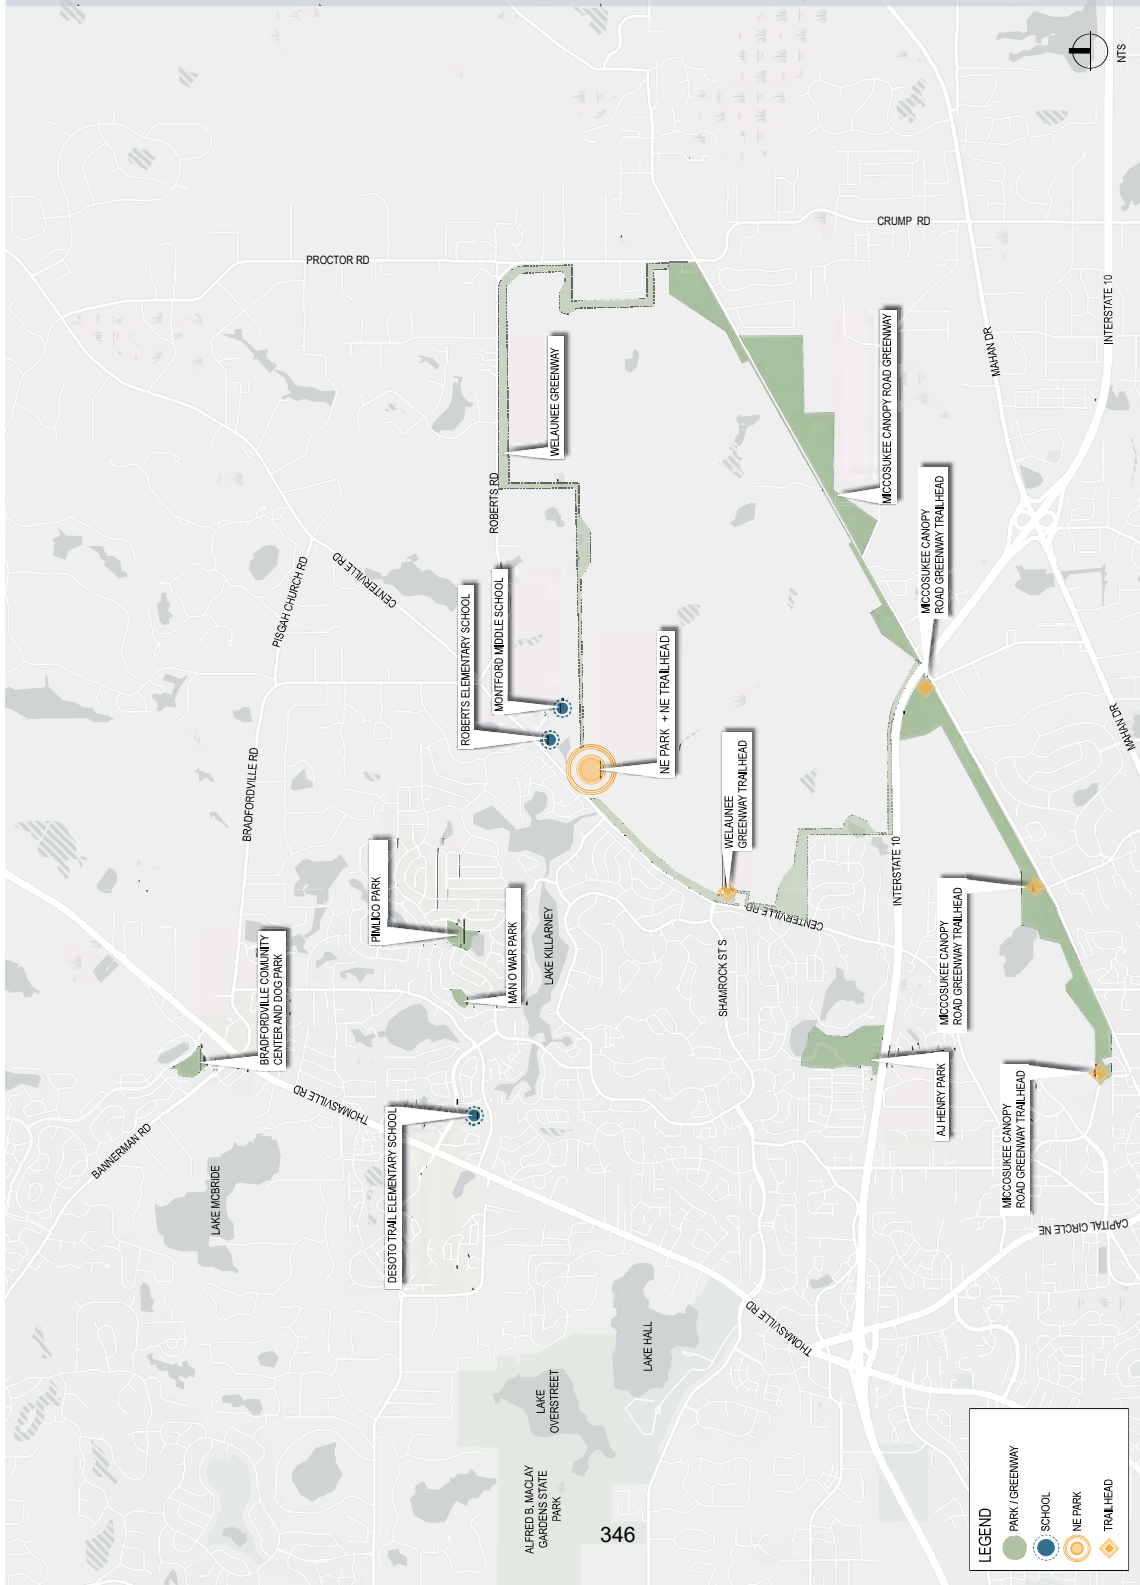 NTS
CRUMP RD
PROCTOR RD
INTERSTATE 10
MAHAN DR
WELAUNEE GREENWAY
MICCOSUKEE CANOPY ROAD GREENWAY
ROBERTS RD
PISGAH CHURCH RD
CENTERVILLE RD
MICCOSUKEE CANOPY
ROAD GREENWAY TRAILHEAD
ROBERTS ELEMENTARY SCHOOL
MONTFORD MIDDLE SCHOOL
NE PARK + NE TRAILHEAD
MAHAN DR
BRADFORDVILLE RD
WELAUNEE
GREENWAY TRAILHEAD
INTERSTATE 10
PIMLICO PARK
MAN O WAR PARK
LAKE KILLARNEY
CENTERVILLE RD
SHAMROCK ST S
MICCOSUKEE CANOPY
ROAD GREENWAY TRAILHEAD
BRADFORDVILLE COMUNITY
CENTER AND DOG PARK
THOMASVILLE RD
BANNERMAN RD
AJ HENRY PARK
MICCOSUKEE CANOPY
ROAD GREENWAY TRAILHEAD
LAKE MCBRIDE
DESOTO TRAIL ELEMENTARY SCHOOL
CAPITAL CIRCLE NE
THOMASVILLE RD
LAKE HALL
LAKE
OVERSTREET
ALFRED B. MACLAY
GARDENS STATE
PARK
346
LEGEND
PARK / GREENWAY
SCHOOL
NE PARK
TRAILHEAD